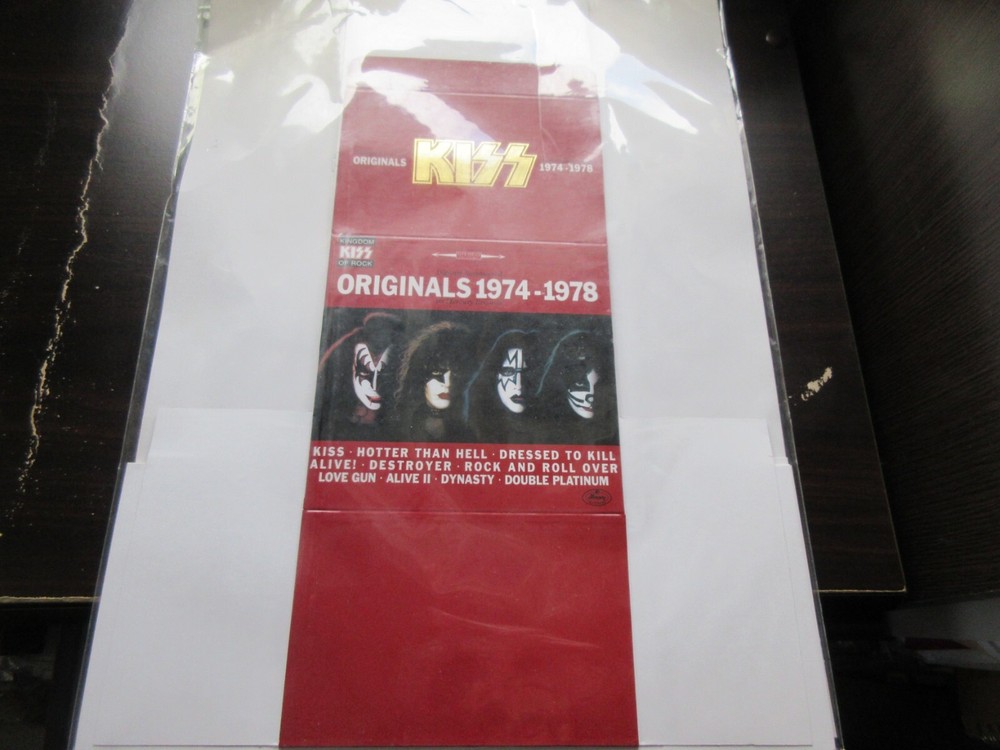 ORIGINALS KISS 1974-1978
KINGDOM
KISS
OF ROCK
ORIGINALS 1974-1978
KISS · HOTTER THAN HELL · DRESSED TO KILL
ALIVE! · DESTROYER · ROCK AND ROLL OVER
LOVE GUN · ALIVE II · DYNASTY · DOUBLE PLATINUM